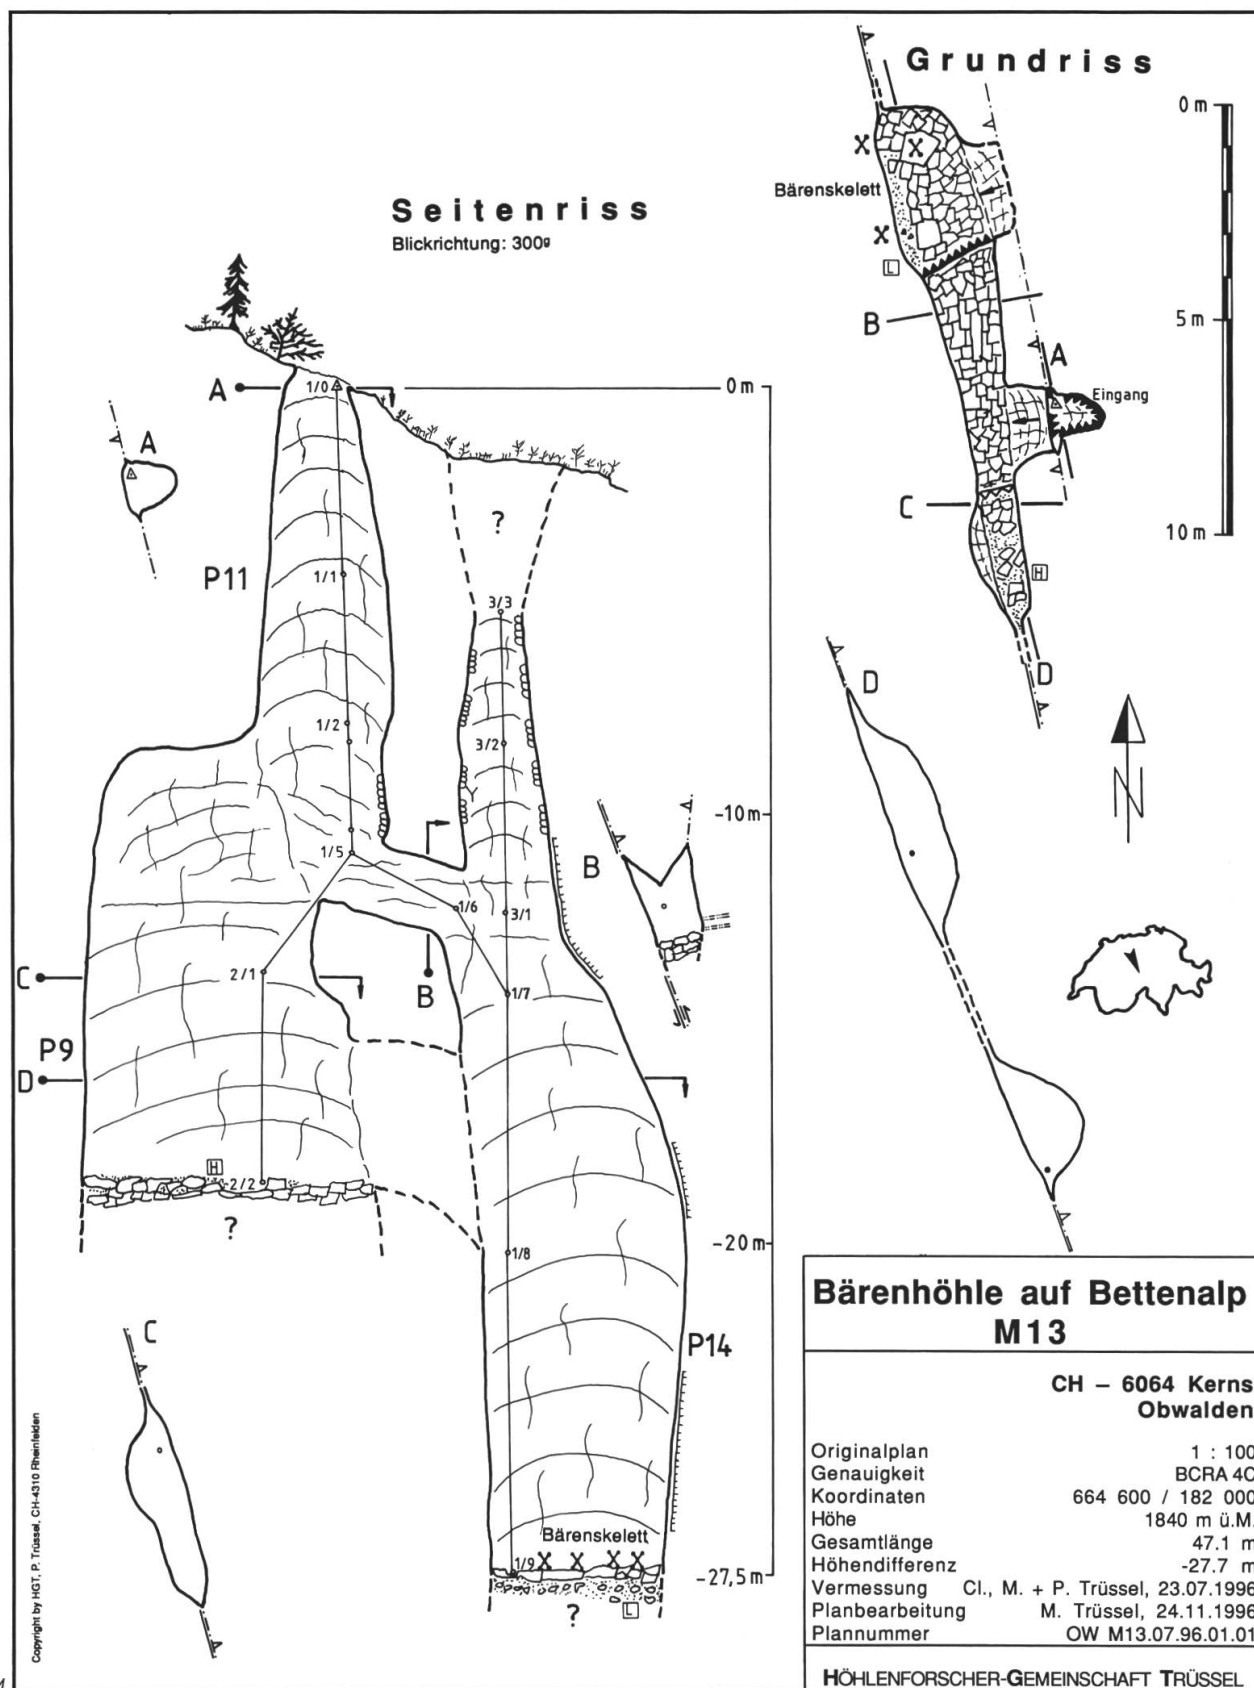 Grundriss
0 m
Bärenskelett
L
B
5 m
A
Eingang
C
10 m
H
D
Seitenriss
Blickrichtung: 300g
A
1/0
0 m
A
?
P11
1/1
3/3
1/2
3/2
-10 m
1/5
B
1/6
3/1
C
2/1
B
1/7
P9
D
H
2/2
?
1/8
-20 m
P14
C
Bärenskelett
1/9
-27,5 m
L
?
D
N
Copyright by HGT, P. Trüssel, CH-4310 Rheinfelden
Bärenhöhle auf Bettenalp
M13
CH – 6064 Kerns
Obwalden
Originalplan 1 : 100
Genauigkeit BCRA 4C
Koordinaten 664 600 / 182 000
Höhe 1840 m ü.M.
Gesamtlänge 47.1 m
Höhendifferenz -27.7 m
Vermessung Cl., M. + P. Trüssel, 23.07.1996
Planbearbeitung M. Trüssel, 24.11.1996
Plannummer OW M13.07.96.01.01
HÖHLENFORSCHER-GEMEINSCHAFT TRÜSSEL